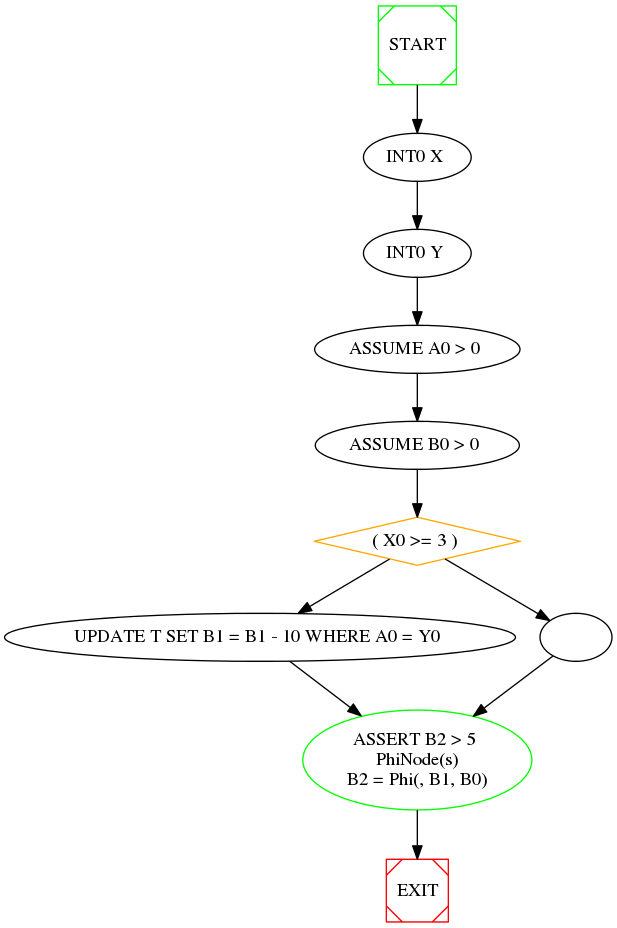 START
INT0 X
INT0 Y
ASSUME A0 > 0
ASSUME B0 > 0
( X0 >= 3 )
UPDATE T SET B1 = B1 - 10 WHERE A0 = Y0
ASSERT B2 > 5
PhiNode(s)
B2 = Phi(, B1, B0)
EXIT